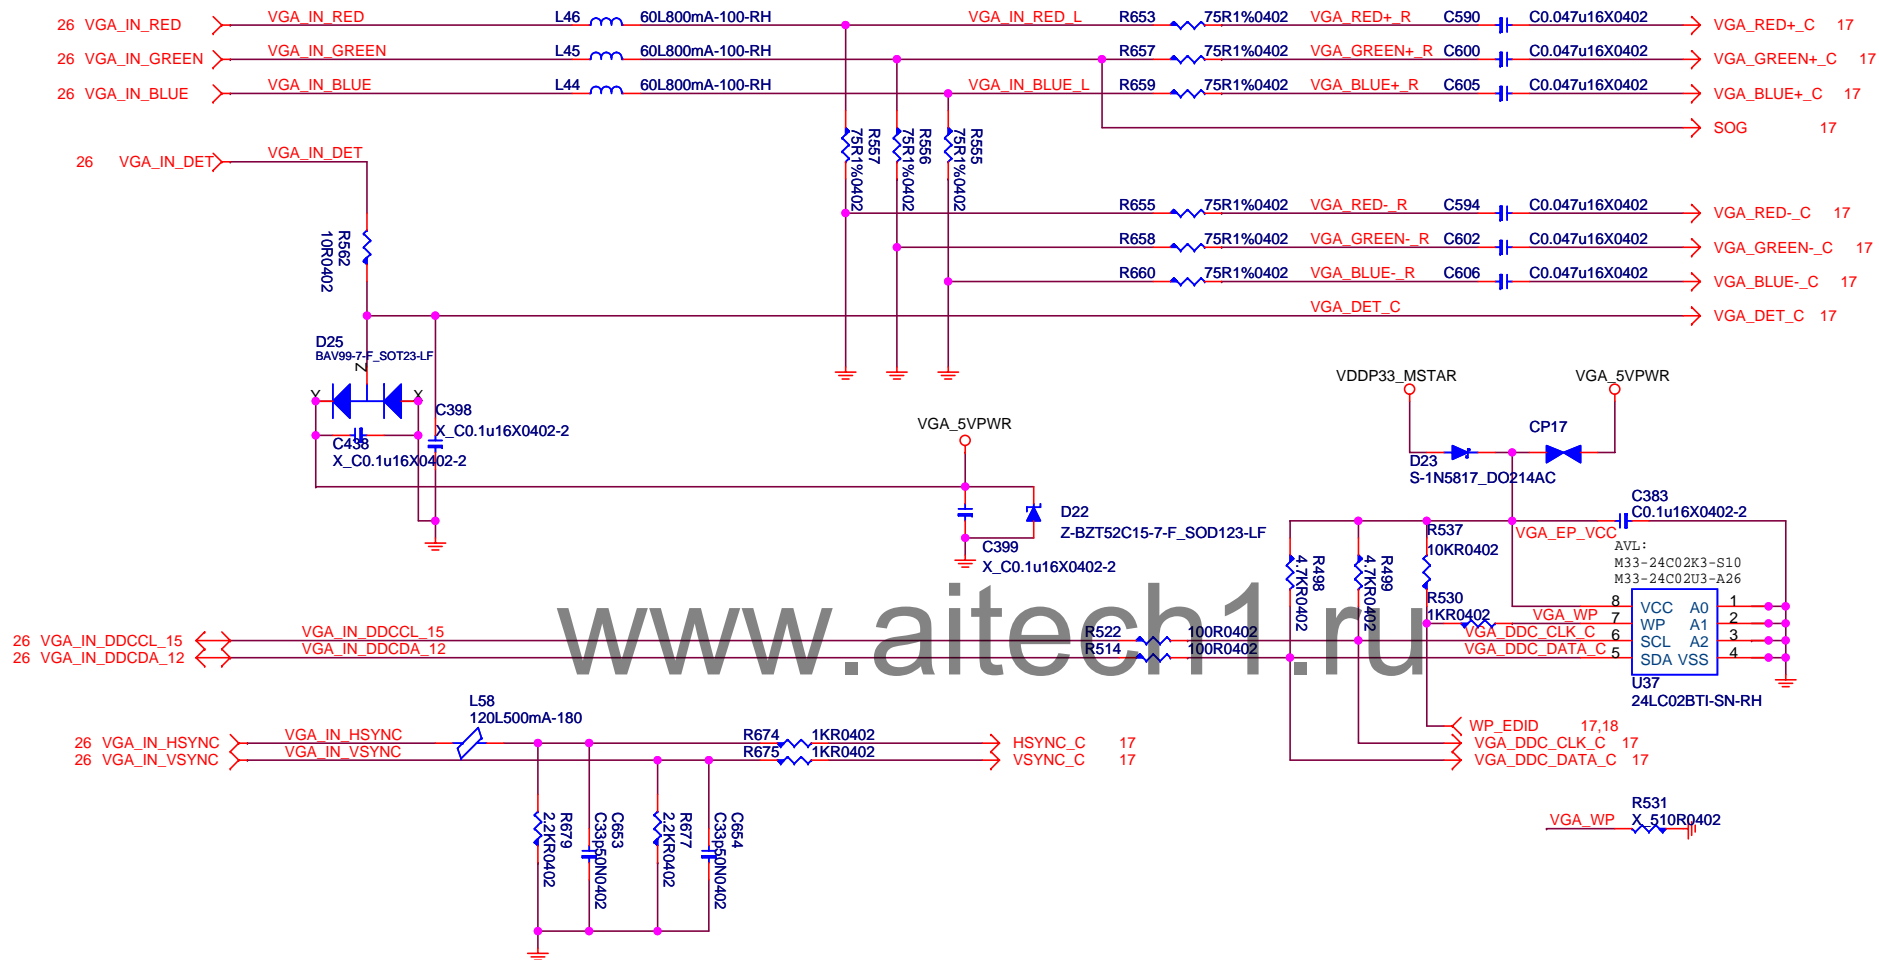 26 VGA_IN_RED VGA_IN_RED L46 60L800mA-100-RH VGA_IN_RED_L R653 75R1%0402 VGA_RED+_R C590 C0.047u16X0402 VGA_RED+_C 17
26 VGA_IN_GREEN VGA_IN_GREEN L45 60L800mA-100-RH R657 75R1%0402 VGA_GREEN+_R C600 C0.047u16X0402 VGA_GREEN+_C 17
26 VGA_IN_BLUE VGA_IN_BLUE L44 60L800mA-100-RH VGA_IN_BLUE_L R659 75R1%0402 VGA_BLUE+_R C605 C0.047u16X0402 VGA_BLUE+_C 17
SOG 17
R557 75R1%0402
R556 75R1%0402
R555 75R1%0402
26 VGA_IN_DET VGA_IN_DET
R655 75R1%0402 VGA_RED-_R C594 C0.047u16X0402 VGA_RED-_C 17
R658 75R1%0402 VGA_GREEN-_R C602 C0.047u16X0402 VGA_GREEN-_C 17
R660 75R1%0402 VGA_BLUE-_R C606 C0.047u16X0402 VGA_BLUE-_C 17
R562
10R0402
VGA_DET_C VGA_DET_C 17
D25
BAV99-7-F_SOT23-LF
Z
Y X
C398
X_C0.1u16X0402-2
C438
X_C0.1u16X0402-2
VGA_5VPWR
D22
Z-BZT52C15-7-F_SOD123-LF
C399
X_C0.1u16X0402-2
VDDP33_MSTAR VGA_5VPWR
CP17
D23
S-1N5817_DO214AC
C383
C0.1u16X0402-2
VGA_EP_VCC
R537
10KR0402
R498
4.7KR0402
R499
4.7KR0402
AVL:
M33-24C02K3-S10
M33-24C02U3-A26
R530
1KR0402 VGA_WP
8 VCC A0 1
7 WP A1 2
6 SCL A2 3
5 SDA VSS 4
U37
24LC02BTI-SN-RH
www.aitech1.ru
26 VGA_IN_DDCCL_15 VGA_IN_DDCCL_15 R522 100R0402 VGA_DDC_CLK_C
26 VGA_IN_DDCDA_12 VGA_IN_DDCDA_12 R514 100R0402 VGA_DDC_DATA_C
L58
120L500mA-180
26 VGA_IN_HSYNC VGA_IN_HSYNC R674 1KR0402 HSYNC_C 17
26 VGA_IN_VSYNC VGA_IN_VSYNC R675 1KR0402 VSYNC_C 17
WP_EDID 17,18
VGA_DDC_CLK_C 17
VGA_DDC_DATA_C 17
R679
2.2KR0402
C653
C33p50N0402
R677
2.2KR0402
C654
C33p50N0402
R531
VGA_WP X_510R0402